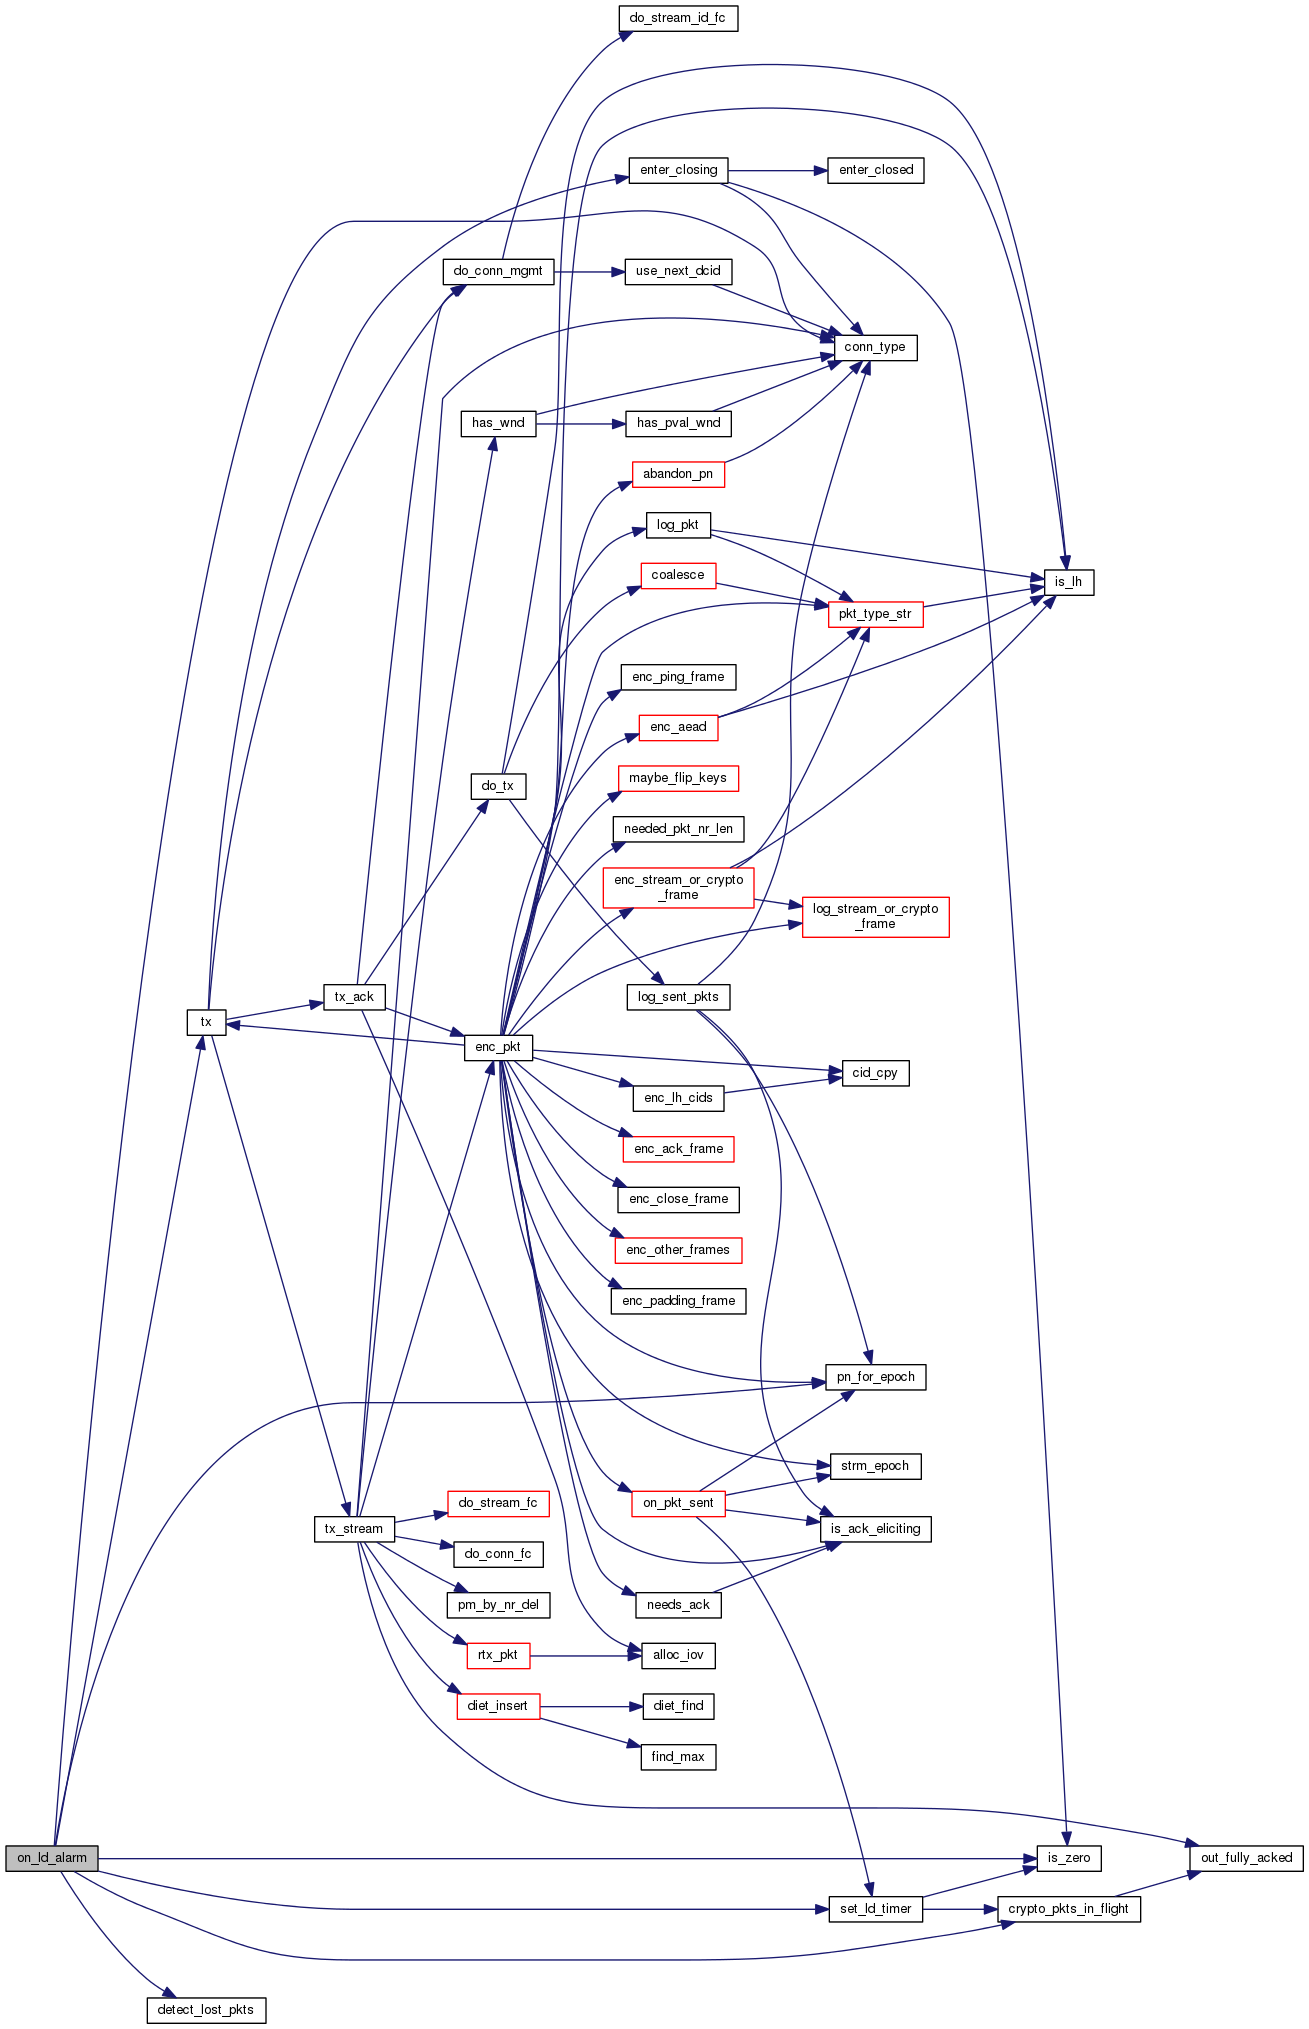 do_stream_id_fc
enter_closing
enter_closed
do_conn_mgmt
use_next_dcid
conn_type
has_wnd
has_pval_wnd
abandon_pn
log_pkt
coalesce
is_lh
pkt_type_str
enc_ping_frame
enc_aead
do_tx
maybe_flip_keys
needed_pkt_nr_len
enc_stream_or_crypto
_frame
log_stream_or_crypto
_frame
tx_ack
log_sent_pkts
tx
enc_pkt
cid_cpy
enc_lh_cids
enc_ack_frame
enc_close_frame
enc_other_frames
enc_padding_frame
pn_for_epoch
strm_epoch
on_pkt_sent
do_stream_fc
tx_stream
is_ack_eliciting
do_conn_fc
pm_by_nr_del
needs_ack
rtx_pkt
alloc_iov
diet_insert
diet_find
find_max
on_ld_alarm
is_zero
out_fully_acked
set_ld_timer
crypto_pkts_in_flight
detect_lost_pkts